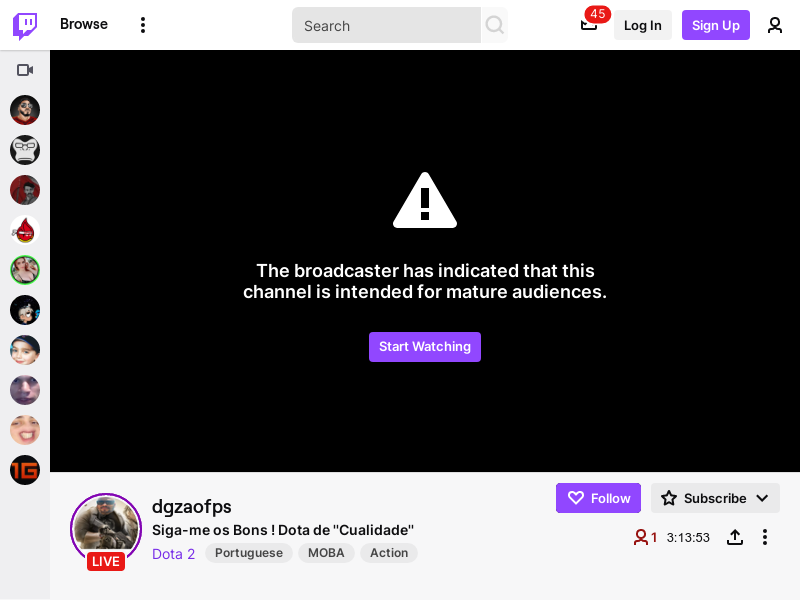 Browse
Search
45
Log In
Sign Up
The broadcaster has indicated that this
channel is intended for mature audiences.
Start Watching
1G
dgzaofps
Follow
Subscribe
Siga-me os Bons ! Dota de "Cualidade"
1
3:13:53
Dota 2
Portuguese
MOBA
Action
LIVE